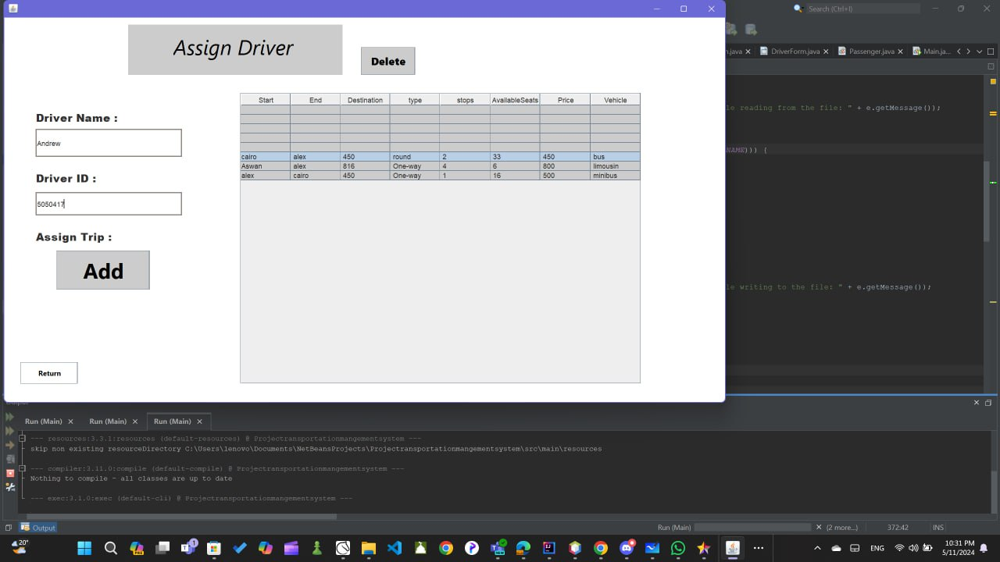 Search (Ctrl+I)
Assign Driver
Delete
.java
DriverForm.java
Passenger.java
Main.ja...
Start End Destination type stops AvailableSeats Price Vehicle
Driver Name :
Andrew
le reading from the file: " + e.getMessage());
NAME))) {
cairo alex 450 round 2 33 450 bus
Aswan alex 816 One-way 4 6 800 limousin
alex cairo 450 One-way 1 16 500 minibus
Driver ID :
5050417
Assign Trip :
Add
le writing to the file: " + e.getMessage());
Return
Run (Main) Run (Main) Run (Main)
--- resources:3.3.1:resources (default-resources) @ Projectransportationmangementsystem ---
skip non existing resourceDirectory C:\Users\lenovo\Documents\NetBeansProjects\Projectransportationmangementsystem\src\main\resources
--- compiler:3.11.0:compile (default-compile) @ Projectransportationmangementsystem ---
Nothing to compile - all classes are up to date
--- exec:3.1.0:exec (default-cli) @ Projectransportationmangementsystem ---
Output
Run (Main)
(2 more...)
372:42
INS
20°
1
ENG
10:31 PM
5/11/2024